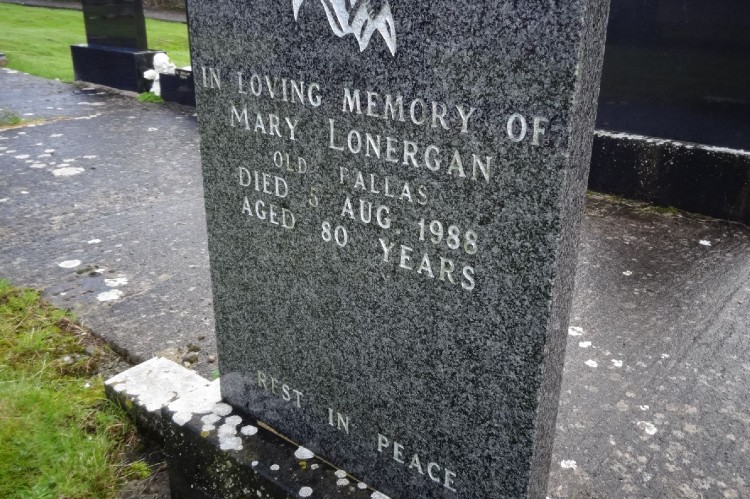 IN LOVING MEMORY OF
MARY LONERGAN
OLD PALLAS
DIED 5 AUG. 1988
AGED 80 YEARS
REST IN PEACE